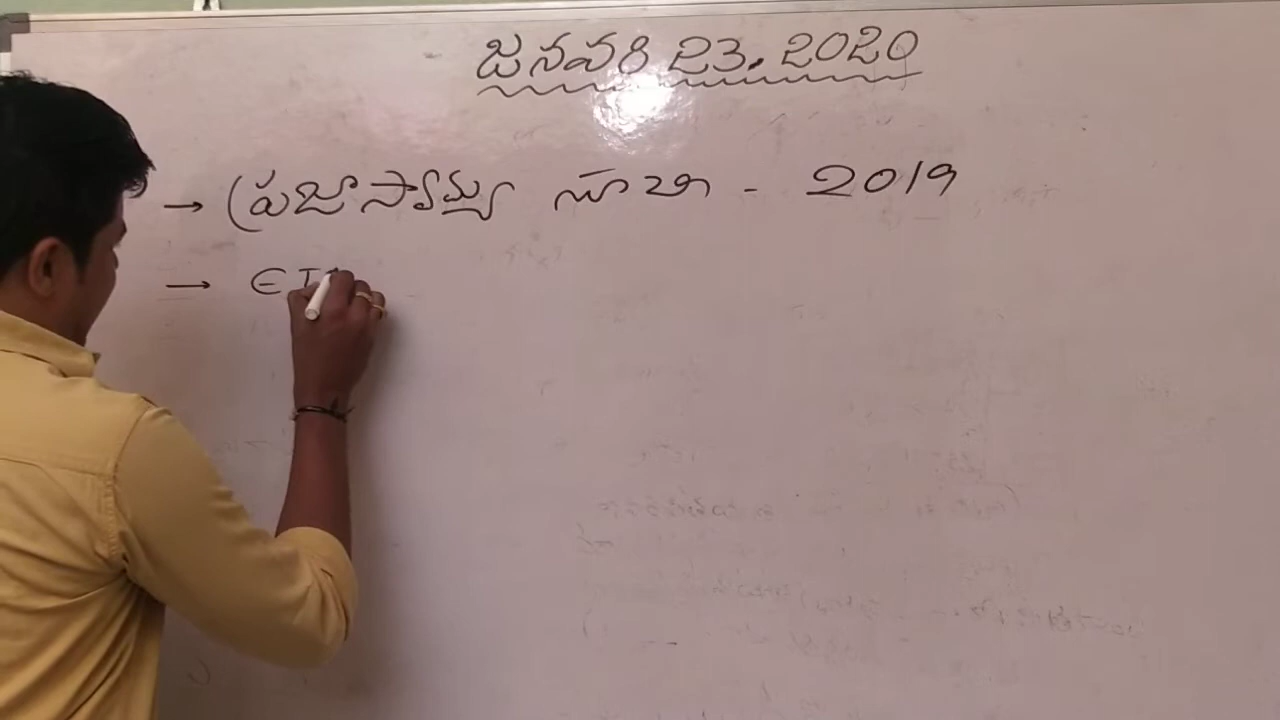 జనవరి 23, 2020
→ ప్రజాస్వామ్య సూచీ - 2019
→ EI